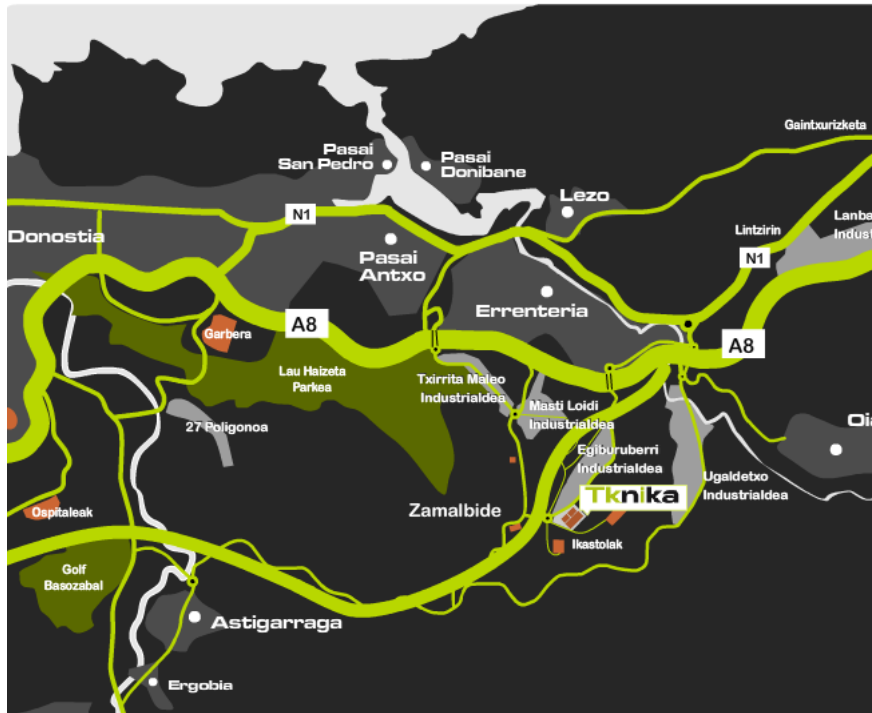 Gaintxurizketa
Pasai
San Pedro
Pasai
Donibane
Lezo
N1
Lintzirin
Donostia
Pasai
Antxo
N1
Errenteria
A8
Garbera
A8
Lau Haizeta
Parkea
Txirrita Maleo
Industrialdea
27 Poligonoa
Masti Loidi
Industrialdea
Egiburuberri
Industrialdea
Ugaldetxo
Industrialdea
Tknika
Zamalbide
Ospitaleak
Ikastolak
Golf
Basozabal
Astigarraga
Ergobia